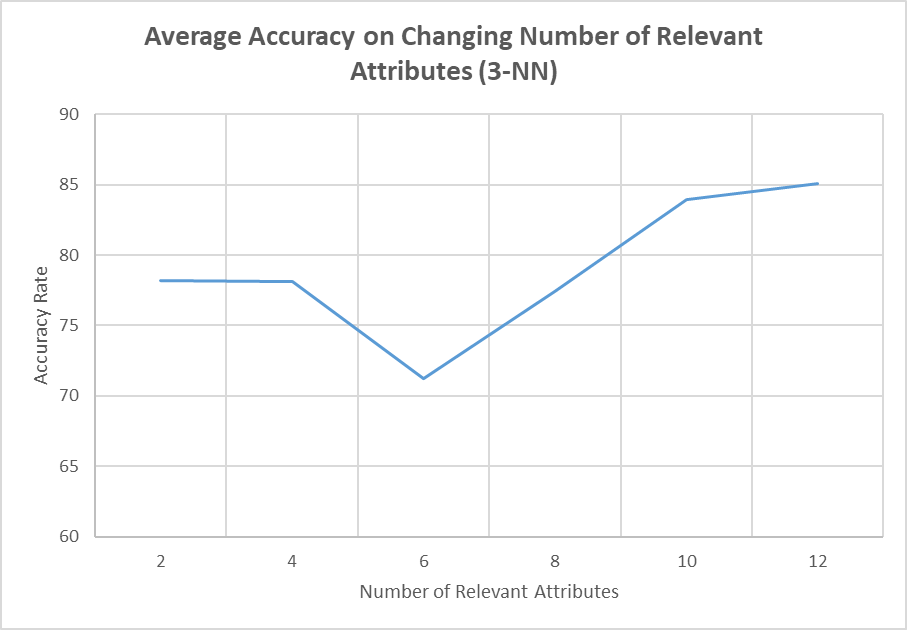 Average Accuracy on Changing Number of Relevant
Attributes (3-NN)
90
85
80
75
70
65
60
Accuracy Rate
2 4 6 8 10 12
Number of Relevant Attributes